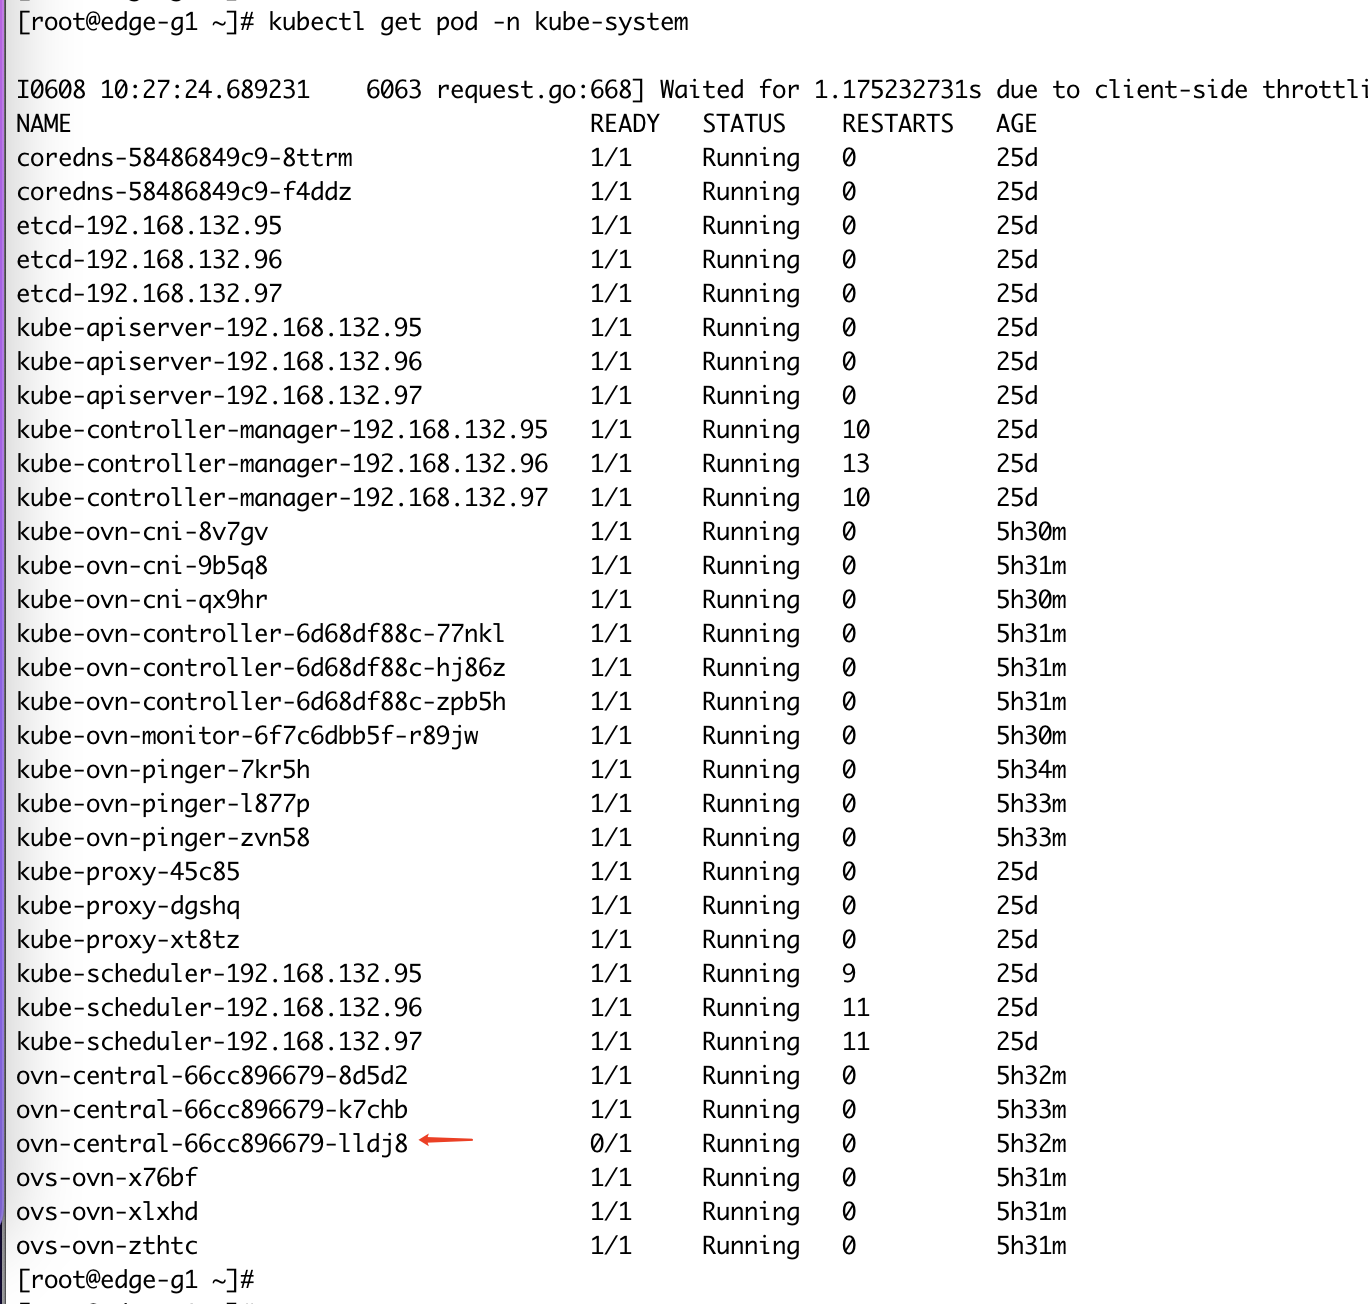 [root@edge-g1 ~]# kubectl get pod -n kube-system
I0608 10:27:24.689231    6063 request.go:668] Waited for 1.175232731s due to client-side throttli
NAME                                     READY   STATUS    RESTARTS   AGE
coredns-58486849c9-8ttrm                 1/1     Running   0          25d
coredns-58486849c9-f4ddz                 1/1     Running   0          25d
etcd-192.168.132.95                      1/1     Running   0          25d
etcd-192.168.132.96                      1/1     Running   0          25d
etcd-192.168.132.97                      1/1     Running   0          25d
kube-apiserver-192.168.132.95            1/1     Running   0          25d
kube-apiserver-192.168.132.96            1/1     Running   0          25d
kube-apiserver-192.168.132.97            1/1     Running   0          25d
kube-controller-manager-192.168.132.95   1/1     Running   10         25d
kube-controller-manager-192.168.132.96   1/1     Running   13         25d
kube-controller-manager-192.168.132.97   1/1     Running   10         25d
kube-ovn-cni-8v7gv                       1/1     Running   0          5h30m
kube-ovn-cni-9b5q8                       1/1     Running   0          5h31m
kube-ovn-cni-qx9hr                       1/1     Running   0          5h30m
kube-ovn-controller-6d68df88c-77nkl      1/1     Running   0          5h31m
kube-ovn-controller-6d68df88c-hj86z      1/1     Running   0          5h31m
kube-ovn-controller-6d68df88c-zpb5h      1/1     Running   0          5h31m
kube-ovn-monitor-6f7c6dbb5f-r89jw        1/1     Running   0          5h30m
kube-ovn-pinger-7kr5h                    1/1     Running   0          5h34m
kube-ovn-pinger-l877p                    1/1     Running   0          5h33m
kube-ovn-pinger-zvn58                    1/1     Running   0          5h33m
kube-proxy-45c85                         1/1     Running   0          25d
kube-proxy-dgshq                         1/1     Running   0          25d
kube-proxy-xt8tz                         1/1     Running   0          25d
kube-scheduler-192.168.132.95            1/1     Running   9          25d
kube-scheduler-192.168.132.96            1/1     Running   11         25d
kube-scheduler-192.168.132.97            1/1     Running   11         25d
ovn-central-66cc896679-8d5d2             1/1     Running   0          5h32m
ovn-central-66cc896679-k7chb             1/1     Running   0          5h33m
ovn-central-66cc896679-lldj8             0/1     Running   0          5h32m
ovs-ovn-x76bf                            1/1     Running   0          5h31m
ovs-ovn-xlxhd                            1/1     Running   0          5h31m
ovs-ovn-zthtc                            1/1     Running   0          5h31m
[root@edge-g1 ~]#